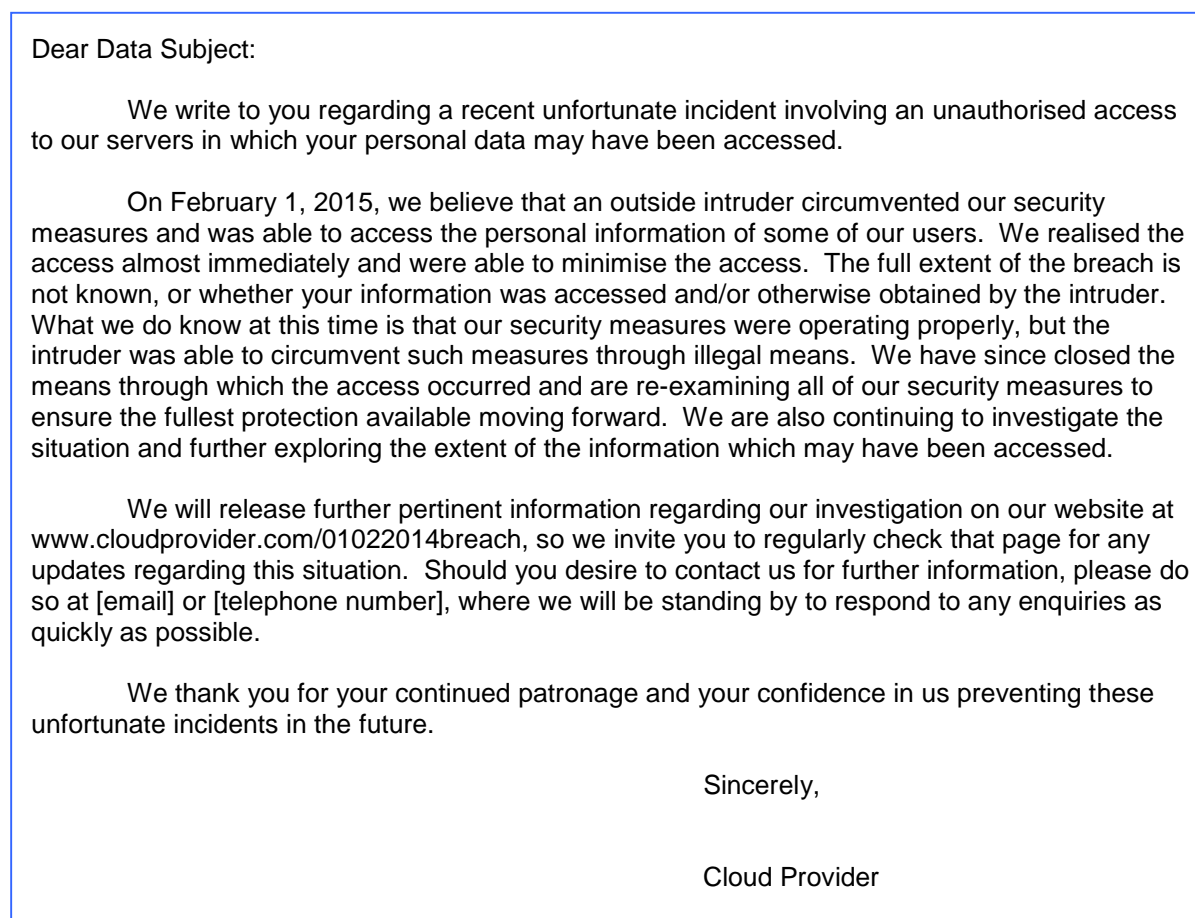 Dear Data Subject:
We write to you regarding a recent unfortunate incident involving an unauthorised access
to our servers in which your personal data may have been accessed.
On February 1, 2015, we believe that an outside intruder circumvented our security
measures and was able to access the personal information of some of our users.  We realised the
access almost immediately and were able to minimise the access.  The full extent of the breach is
not known, or whether your information was accessed and/or otherwise obtained by the intruder.
What we do know at this time is that our security measures were operating properly, but the
intruder was able to circumvent such measures through illegal means.  We have since closed the
means through which the access occurred and are re-examining all of our security measures to
ensure the fullest protection available moving forward.  We are also continuing to investigate the
situation and further exploring the extent of the information which may have been accessed.
We will release further pertinent information regarding our investigation on our website at
www.cloudprovider.com/01022014breach, so we invite you to regularly check that page for any
updates regarding this situation.  Should you desire to contact us for further information, please do
so at [email] or [telephone number], where we will be standing by to respond to any enquiries as
quickly as possible.
We thank you for your continued patronage and your confidence in us preventing these
unfortunate incidents in the future.
Sincerely,
Cloud Provider